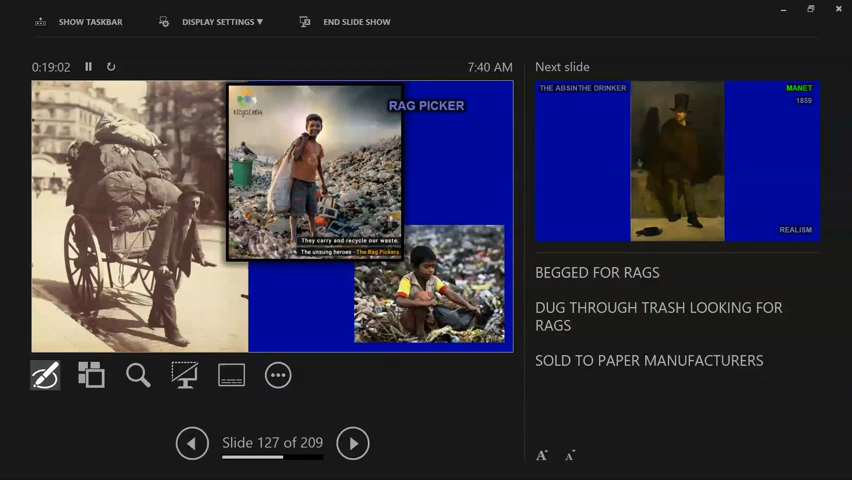 SHOW TASKBAR
DISPLAY SETTINGS ▼
END SLIDE SHOW
0:19:02
7:40 AM
RAG PICKER
They carry and recycle our waste.
The unsung heroes - The Rag Pickers
Slide 127 of 209
Next slide
THE ABSINTHE DRINKER
MANET
1859
REALISM
BEGGED FOR RAGS
DUG THROUGH TRASH LOOKING FOR
RAGS
SOLD TO PAPER MANUFACTURERS
A
A